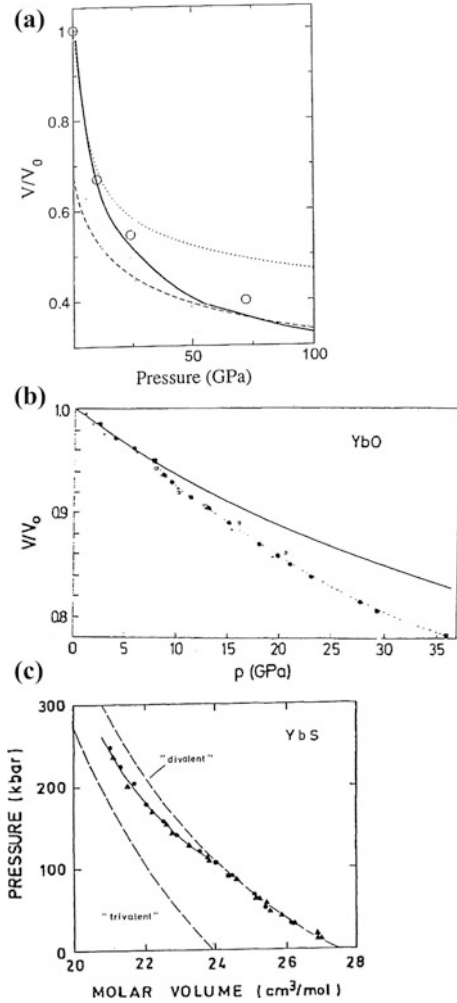 (a)
1
0.8
0.6
0.4
V/V₀
50
100
Pressure (GPa)
(b)
1.0
0.9
0.8
V/V₀
YbO
0
5
10
15
20
25
30
35
p (GPa)
(c)
300
200
100
0
PRESSURE (kbar)
YbS
"divalent"
"trivalent"
20
22
24
26
28
MOLAR VOLUME (cm³/mol)